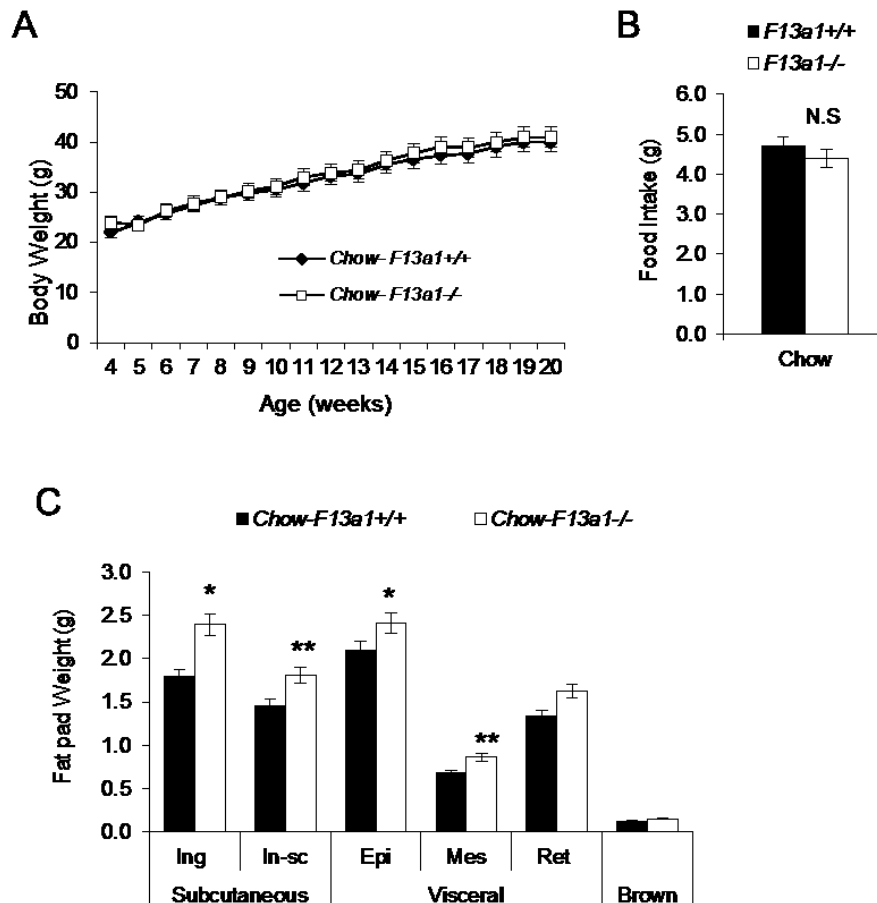 A
50
40
30
20
10
0
Body Weight (g)
Chow-F13a1+/+
Chow-F13a1-/-
4 5 6 7 8 9 10 11 12 13 14 15 16 17 18 19 20
Age (weeks)
B
F13a1+/+
F13a1-/-
6.0
5.0
4.0
3.0
2.0
1.0
0.0
Food Intake (g)
N.S
Chow
C
Chow-F13a1+/+ Chow-F13a1-/-
3.0
2.5
2.0
1.5
1.0
0.5
0.0
Fat pad Weight (g)
* ** * **
Ing In-sc Epi Mes Ret
Subcutaneous Visceral Brown